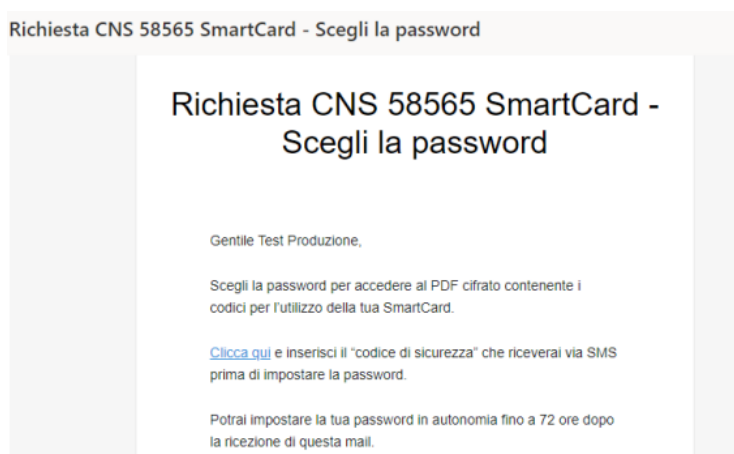 Richiesta CNS 58565 SmartCard - Scegli la password
Richiesta CNS 58565 SmartCard -
Scegli la password
Gentile Test Produzione,
Scegli la password per accedere al PDF cifrato contenente i
codici per l'utilizzo della tua SmartCard.
Clicca qui e inserisci il "codice di sicurezza" che riceverai via SMS
prima di impostare la password.
Potrai impostare la tua password in autonomia fino a 72 ore dopo
la ricezione di questa mail.